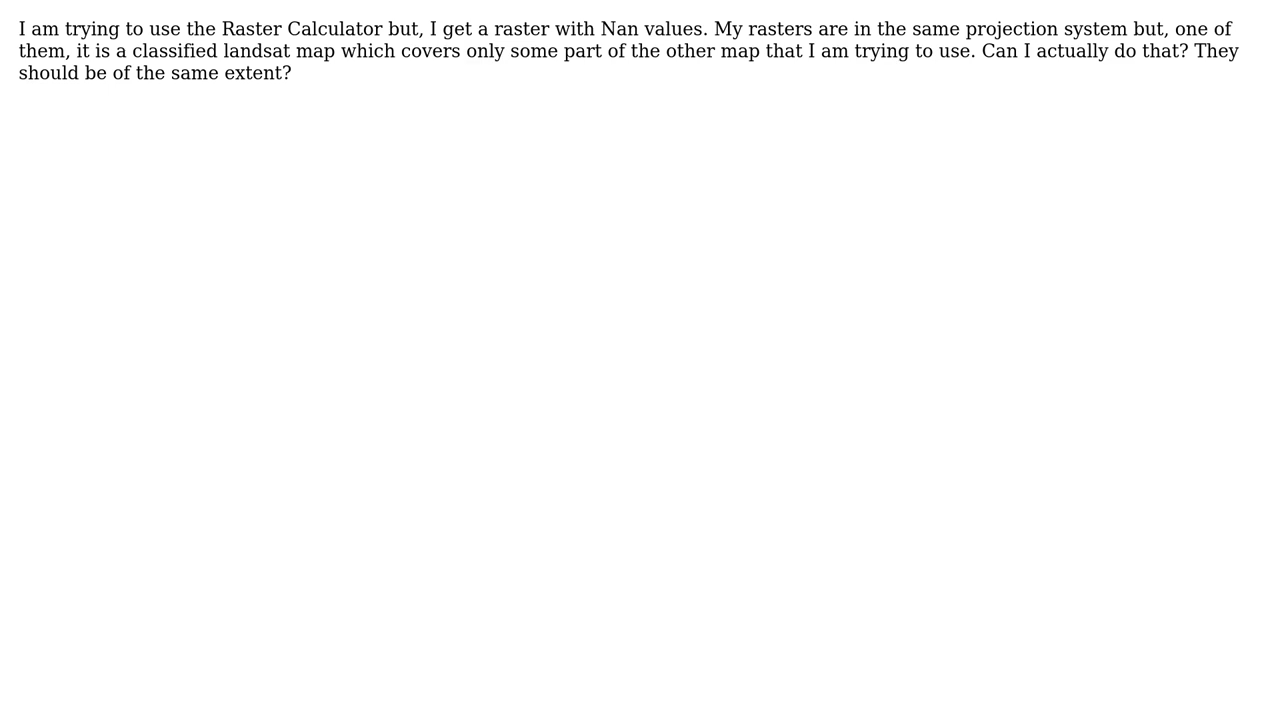 I am trying to use the Raster Calculator but, I get a raster with Nan values. My rasters are in the same projection system but, one of
them, it is a classified landsat map which covers only some part of the other map that I am trying to use. Can I actually do that? They
should be of the same extent?